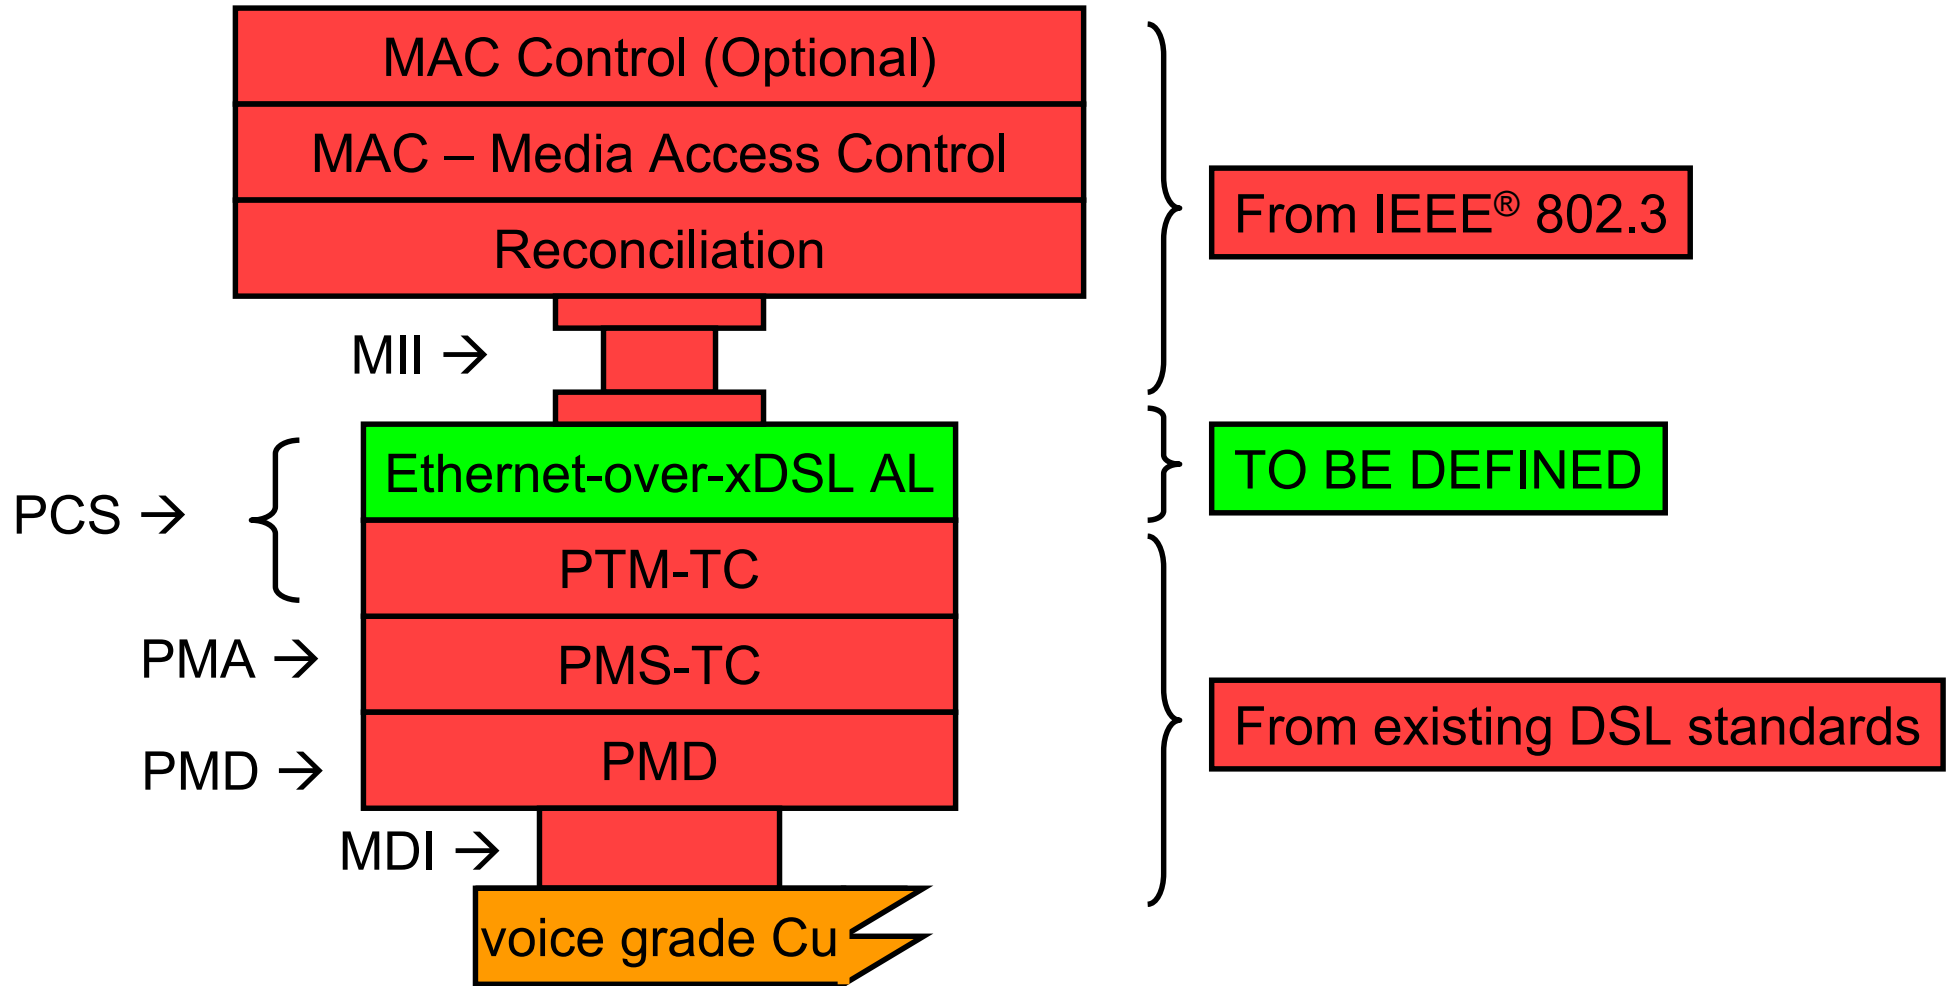 MAC Control (Optional)
MAC – Media Access Control
Reconciliation
From IEEE® 802.3
MII →
Ethernet-over-xDSL AL
TO BE DEFINED
PCS →
PTM-TC
PMA →
PMS-TC
From existing DSL standards
PMD →
PMD
MDI →
voice grade Cu